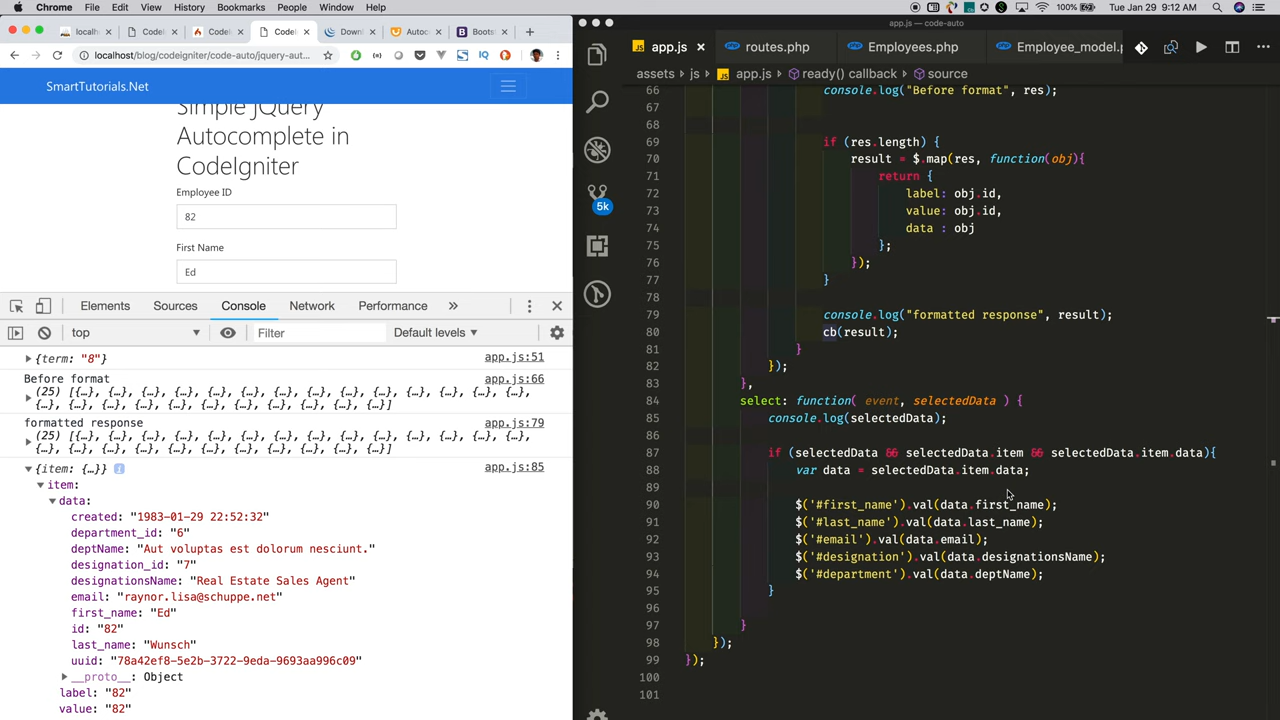 Chrome File Edit View History Bookmarks People Window Help 100% Tue Jan 29 9:12 AM
app.js — code-auto
localh Codel Codel Codel Downl Autoc Boots
localhost/blog/codeigniter/code-auto/jquery-aut...
SmartTutorials.Net
Simple jQuery
Autocomplete in
CodeIgniter
Employee ID
82
First Name
Ed
Elements Sources Console Network Performance
top Filter Default levels
{term: "8"} app.js:51
Before format app.js:66
(25) [{…}, {…}, {…}, {…}, {…}, {…}, {…}, {…}, {…}, {…}, {…}, {…},
{…}, {…}, {…}, {…}, {…}, {…}, {…}, {…}, {…}, {…}, {…}, {…}, {…}]
formatted response app.js:79
(25) [{…}, {…}, {…}, {…}, {…}, {…}, {…}, {…}, {…}, {…}, {…}, {…},
{…}, {…}, {…}, {…}, {…}, {…}, {…}, {…}, {…}, {…}, {…}, {…}, {…}]
{item: {…}} i app.js:85
item:
data:
created: "1983-01-29 22:52:32"
department_id: "6"
deptName: "Aut voluptas est dolorum nesciunt."
designation_id: "7"
designationsName: "Real Estate Sales Agent"
email: "raynor.lisa@schuppe.net"
first_name: "Ed"
id: "82"
last_name: "Wunsch"
uuid: "78a42ef8-5e2b-3722-9eda-9693aa996c09"
__proto__: Object
label: "82"
value: "82"
5k
app.js routes.php Employees.php Employee_model.p
assets › js › app.js › ready() callback › source
66 console.log("Before format", res);
67
68
69 if (res.length) {
70 result = $.map(res, function(obj){
71 return {
72 label: obj.id,
73 value: obj.id,
74 data : obj
75 };
76 });
77 }
78
79 console.log("formatted response", result);
80 cb(result);
81 }
82 });
83 },
84 select: function( event, selectedData ) {
85 console.log(selectedData);
86
87 if (selectedData && selectedData.item && selectedData.item.data){
88 var data = selectedData.item.data;
89
90 $('#first_name').val(data.first_name);
91 $('#last_name').val(data.last_name);
92 $('#email').val(data.email);
93 $('#designation').val(data.designationsName);
94 $('#department').val(data.deptName);
95 }
96
97 }
98 });
99 });
100
101